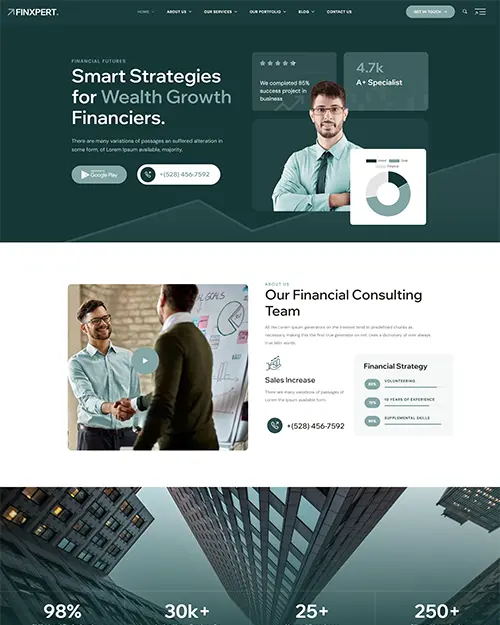 FINXPERT.
HOME
ABOUT US
OUR SERVICES
OUR PORTFOLIO
BLOG
CONTACT US
GET IN TOUCH
FINANCIAL FUTURES
Smart Strategies
for Wealth Growth
Financiers.
There are many variations of passages an suffered alteration in
some form, of Lorem Ipsum available, majority.
Google Play
+(528) 456-7592
We completed 85%
success project in
business
4.7k
A+ Specialist
ABOUT US
Our Financial Consulting
Team
All the Lorem Ipsum generators on the Internet tend to predefined chunks as
necessary, making this the first true generator on Int. Uses a dictionary of over always
true latin words.
GOALS
Sales Increase
There are many variations of passages of
Lorem the Ipsum available form.
+(528) 456-7592
Financial Strategy
VOLUNTEERING
10 YEARS OF EXPERIENCE
SUPPLEMENTAL SKILLS
98%
30k+
25+
250+